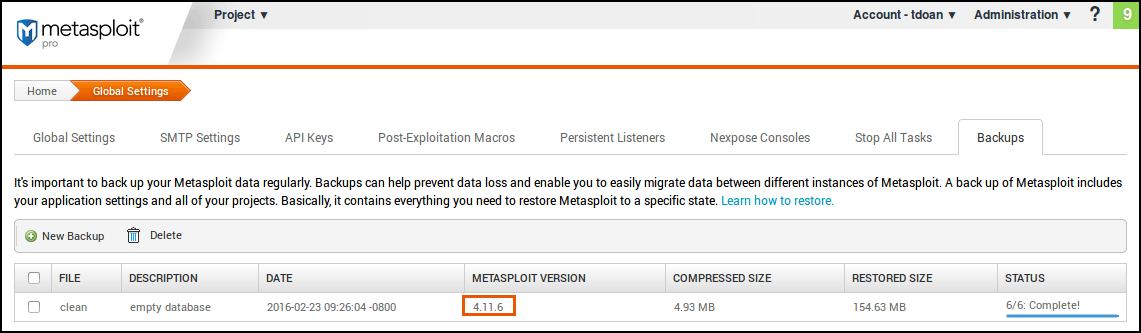 metasploit®
pro
Project ▼
Account - tdoan ▼
Administration ▼
?
9
Home
Global Settings
Global Settings
SMTP Settings
API Keys
Post-Exploitation Macros
Persistent Listeners
Nexpose Consoles
Stop All Tasks
Backups
It's important to back up your Metasploit data regularly. Backups can help prevent data loss and enable you to easily migrate data between different instances of Metasploit. A back up of Metasploit includes
your application settings and all of your projects. Basically, it contains everything you need to restore Metasploit to a specific state. Learn how to restore.
New Backup
Delete
FILE DESCRIPTION DATE METASPLOIT VERSION COMPRESSED SIZE RESTORED SIZE STATUS
clean empty database 2016-02-23 09:26:04 -0800 4.11.6 4.93 MB 154.63 MB 6/6: Complete!